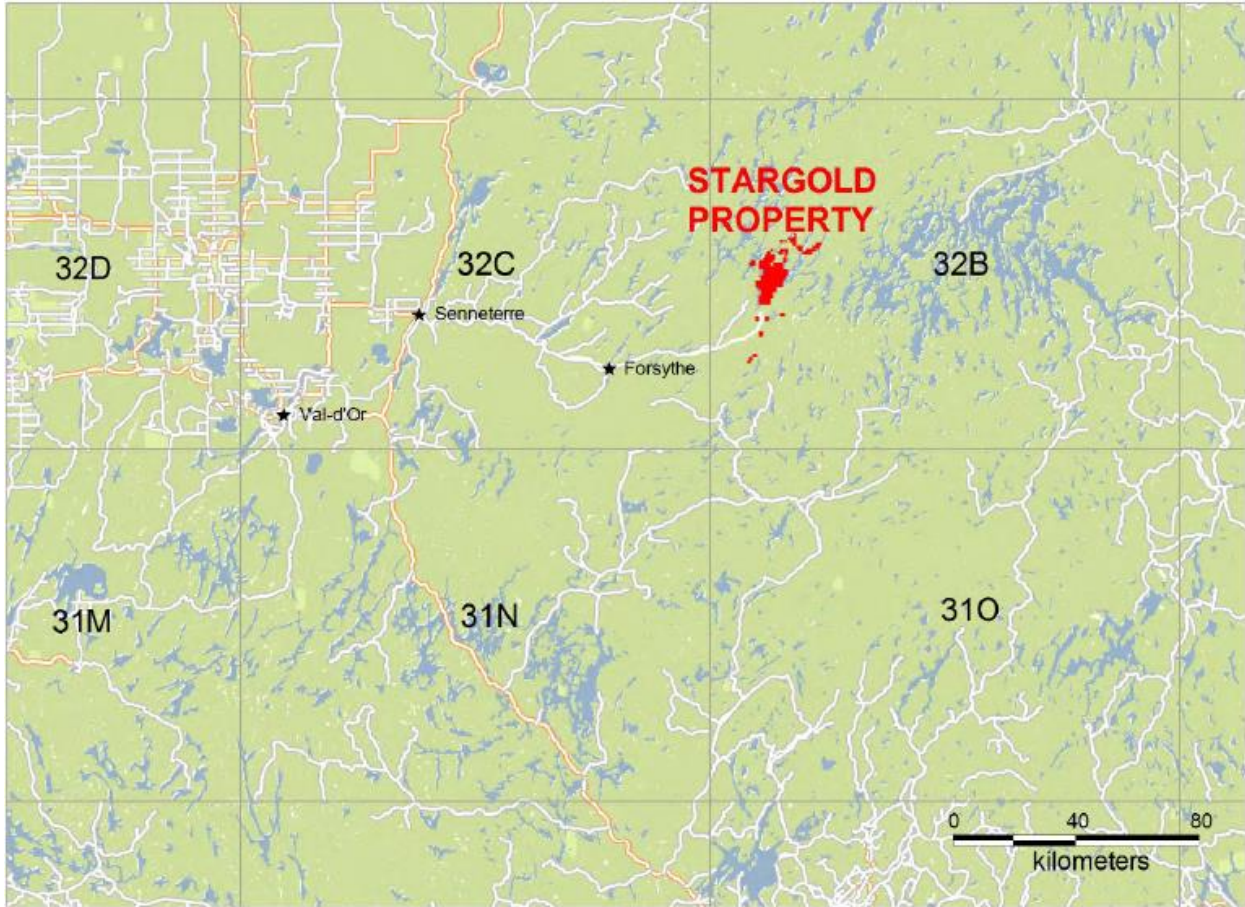 STARGOLD
PROPERTY
32D
32C
32B
Senneterre
Forsythe
Val-d'Or
31M
31N
31O
0 40 80
kilometers